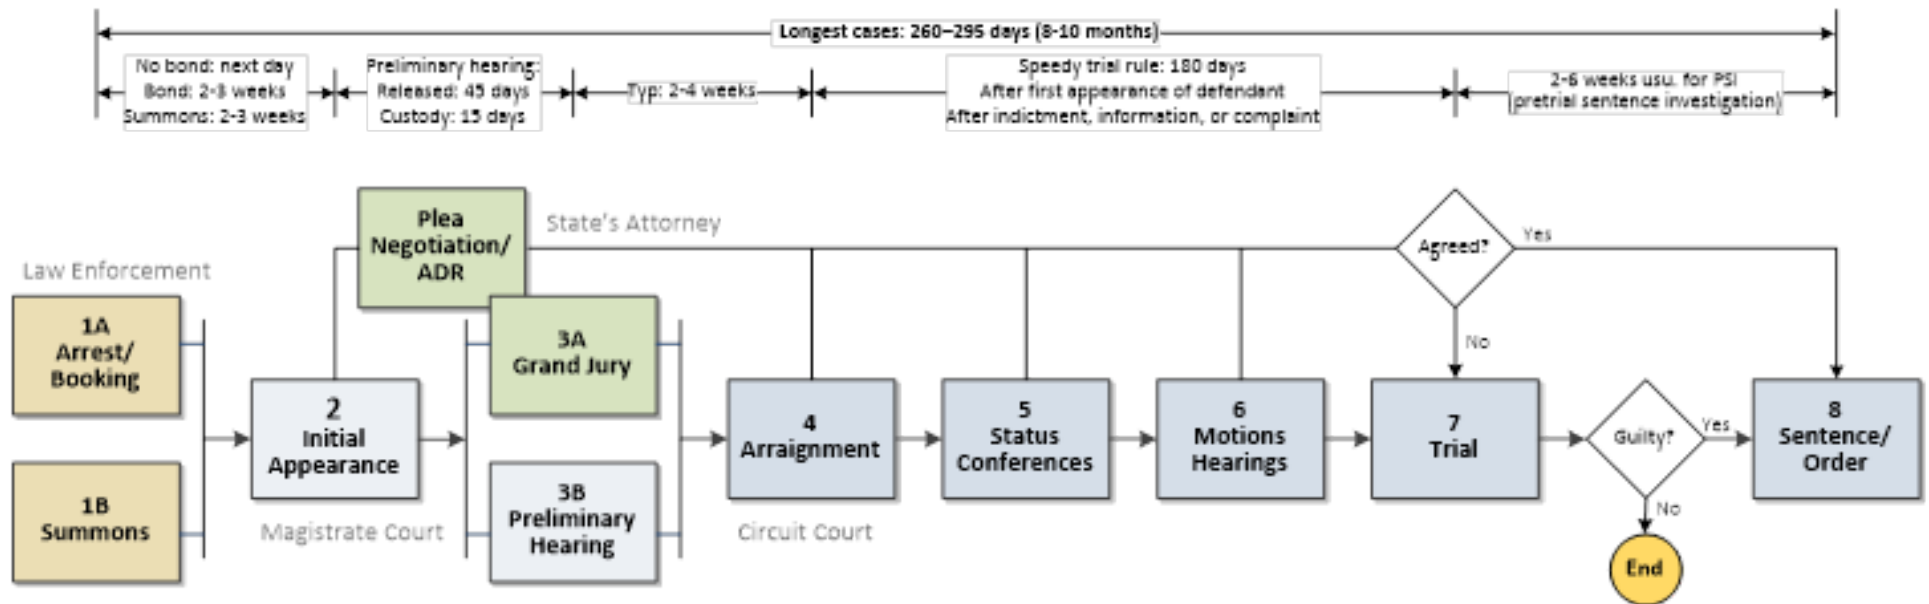 Longest cases: 260–295 days (8-10 months)
No bond: next day
Bond: 2-3 weeks
Summons: 2-3 weeks
Preliminary hearing:
Released: 45 days
Custody: 15 days
Typ: 2-4 weeks
Speedy trial rule: 180 days
After first appearance of defendant
After indictment, information, or complaint
2-6 weeks usu. for PSI
(pretrial sentence investigation)
Plea
Negotiation/
ADR
State's Attorney
Agreed?
Yes
No
Law Enforcement
1A
Arrest/
Booking
1B
Summons
2
Initial
Appearance
Magistrate Court
3A
Grand Jury
3B
Preliminary
Hearing
Circuit Court
4
Arraignment
5
Status
Conferences
6
Motions
Hearings
7
Trial
Guilty?
Yes
No
End
8
Sentence/
Order